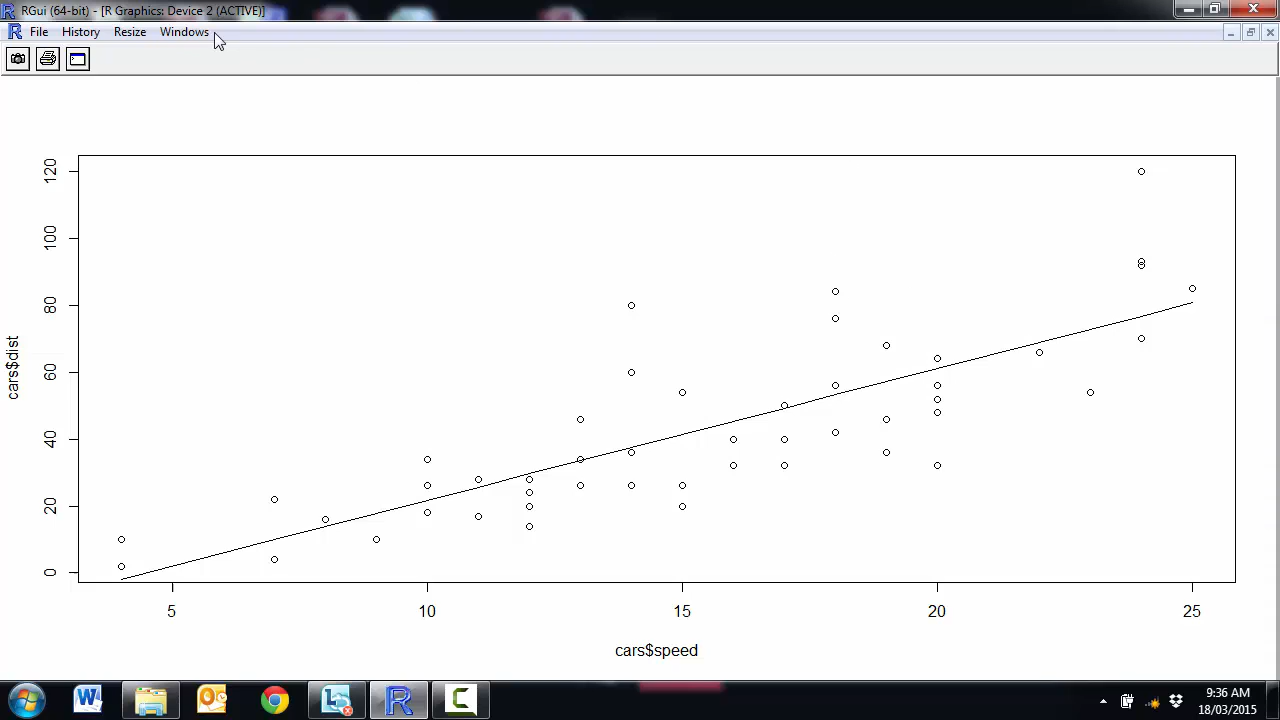 RGui (64-bit) - [R Graphics: Device 2 (ACTIVE)]
File History Resize Windows
120
100
80
60
40
20
0
cars$dist
5 10 15 20 25
cars$speed
9:36 AM
18/03/2015